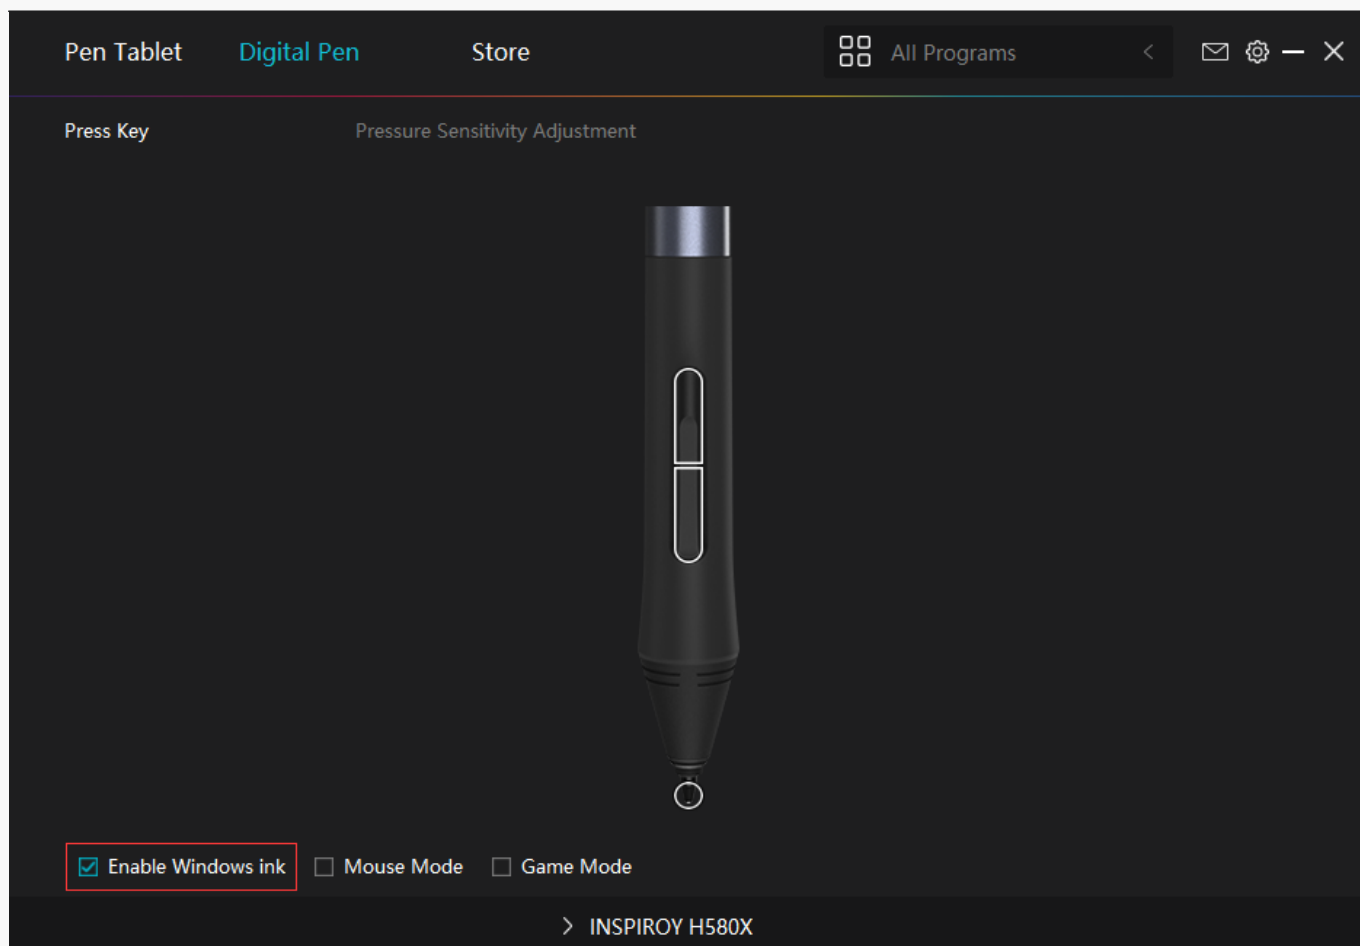 Pen Tablet Digital Pen Store All Programs
Press Key Pressure Sensitivity Adjustment
Enable Windows ink Mouse Mode Game Mode
INSPIROY H580X